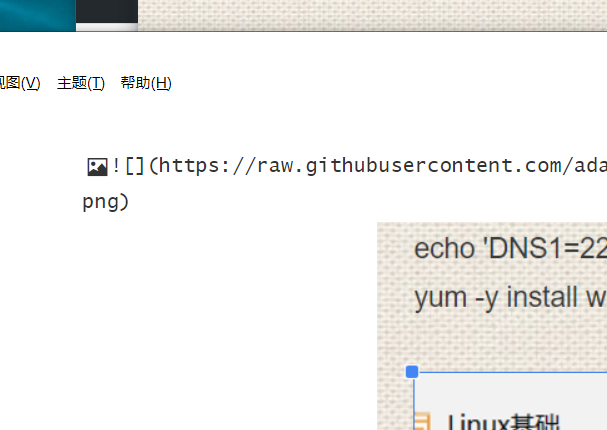 视图(V) 主题(T) 帮助(H)
![](https://raw.githubusercontent.com/ada
png)
echo 'DNS1=22
yum -y install w
Linux基础